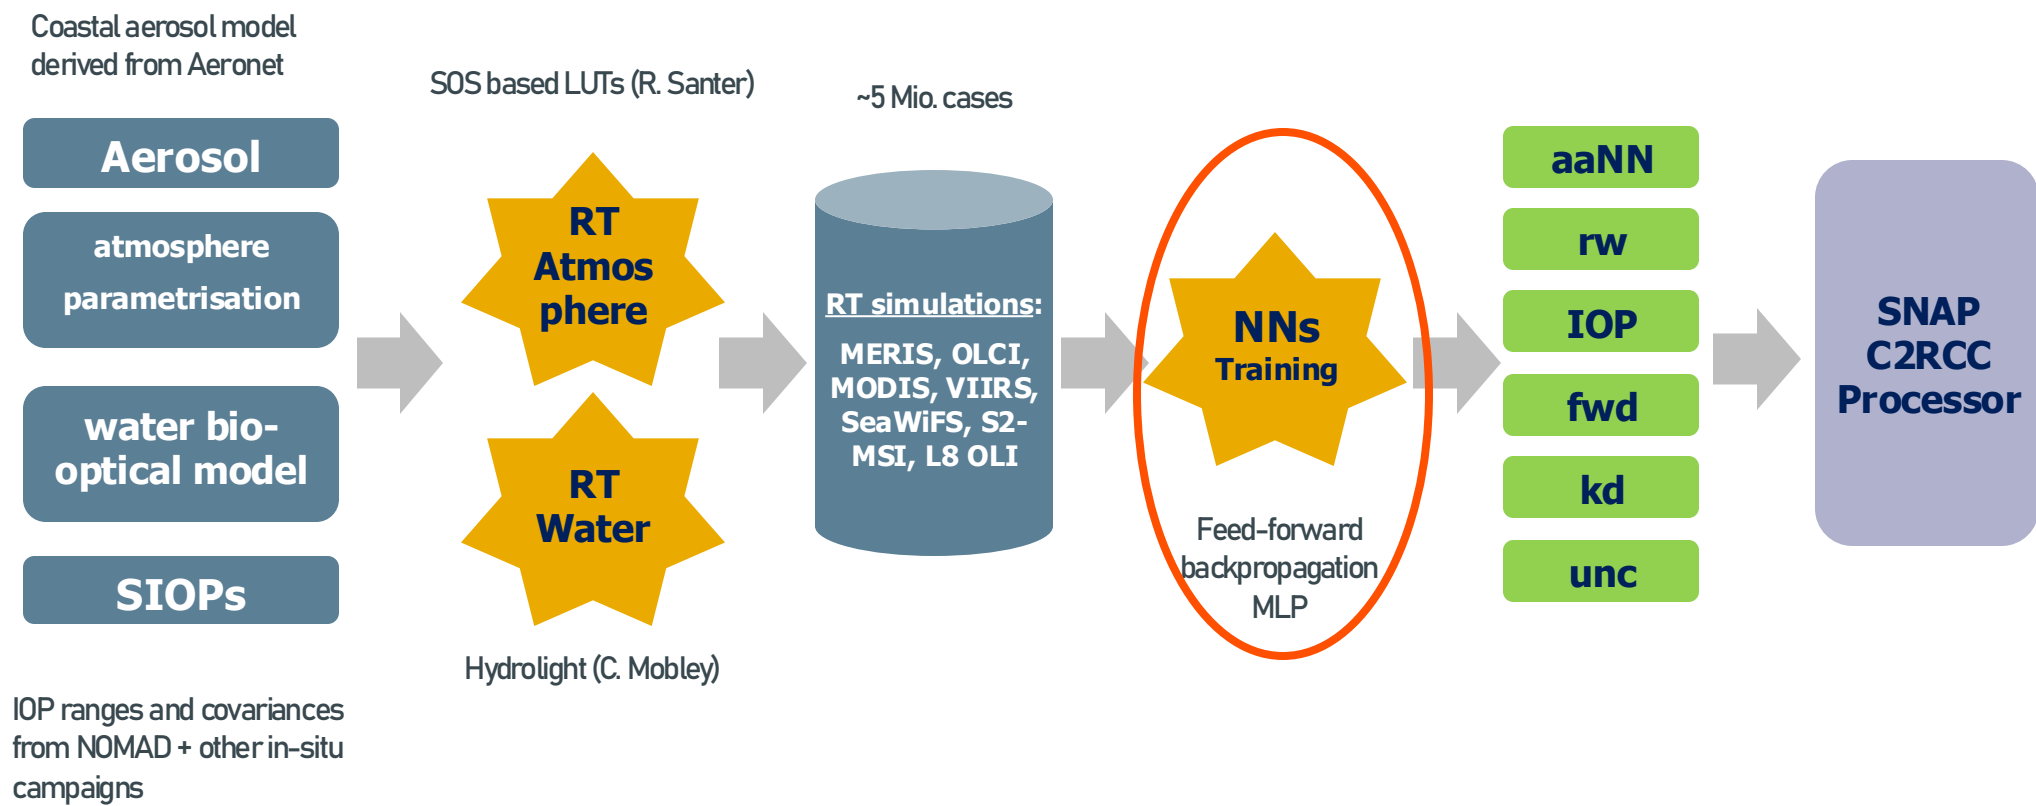 Coastal aerosol model
derived from Aeronet
Aerosol
atmosphere
parametrisation
water bio-
optical model
SIOPs
IOP ranges and covariances
from NOMAD + other in-situ
campaigns
SOS based LUTs (R. Santer)
RT
Atmos
phere
RT
Water
Hydrolight (C. Mobley)
~5 Mio. cases
RT simulations:
MERIS, OLCI,
MODIS, VIIRS,
SeaWiFS, S2-
MSI, L8 OLI
NNs
Training
Feed-forward
backpropagation
MLP
aaNN
rw
IOP
fwd
kd
unc
SNAP
C2RCC
Processor